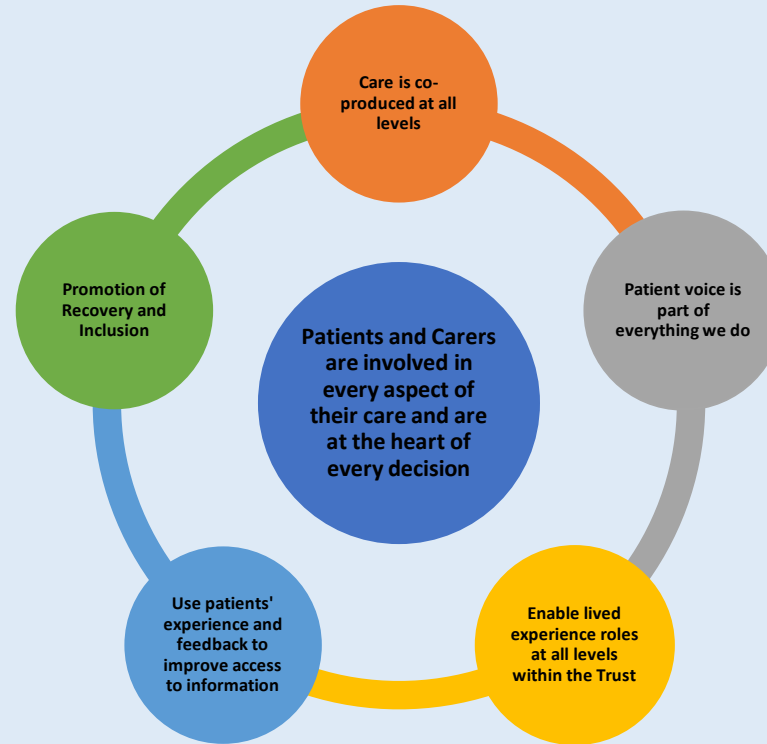 Care is co-
produced at all
levels
Patient voice is
part of
everything we do
Enable lived
experience roles
at all levels
within the Trust
Use patients'
experience and
feedback to
improve access
to information
Promotion of
Recovery and
Inclusion
Patients and Carers
are involved in
every aspect of
their care and are
at the heart of
every decision